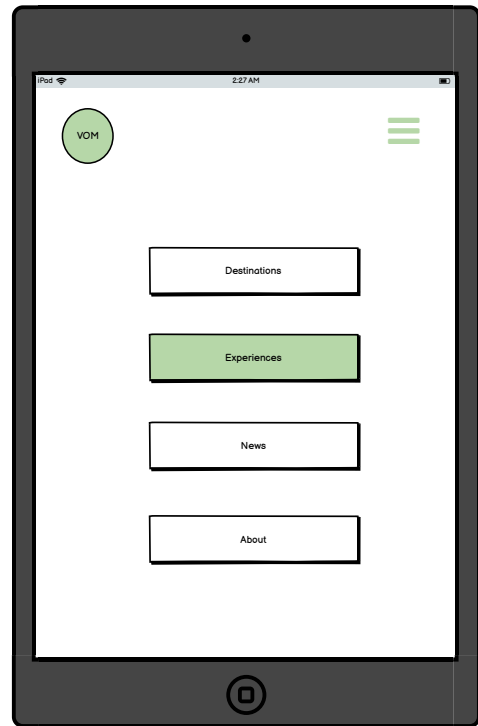 iPad 2:27 AM
VOM
Destinations
Experiences
News
About